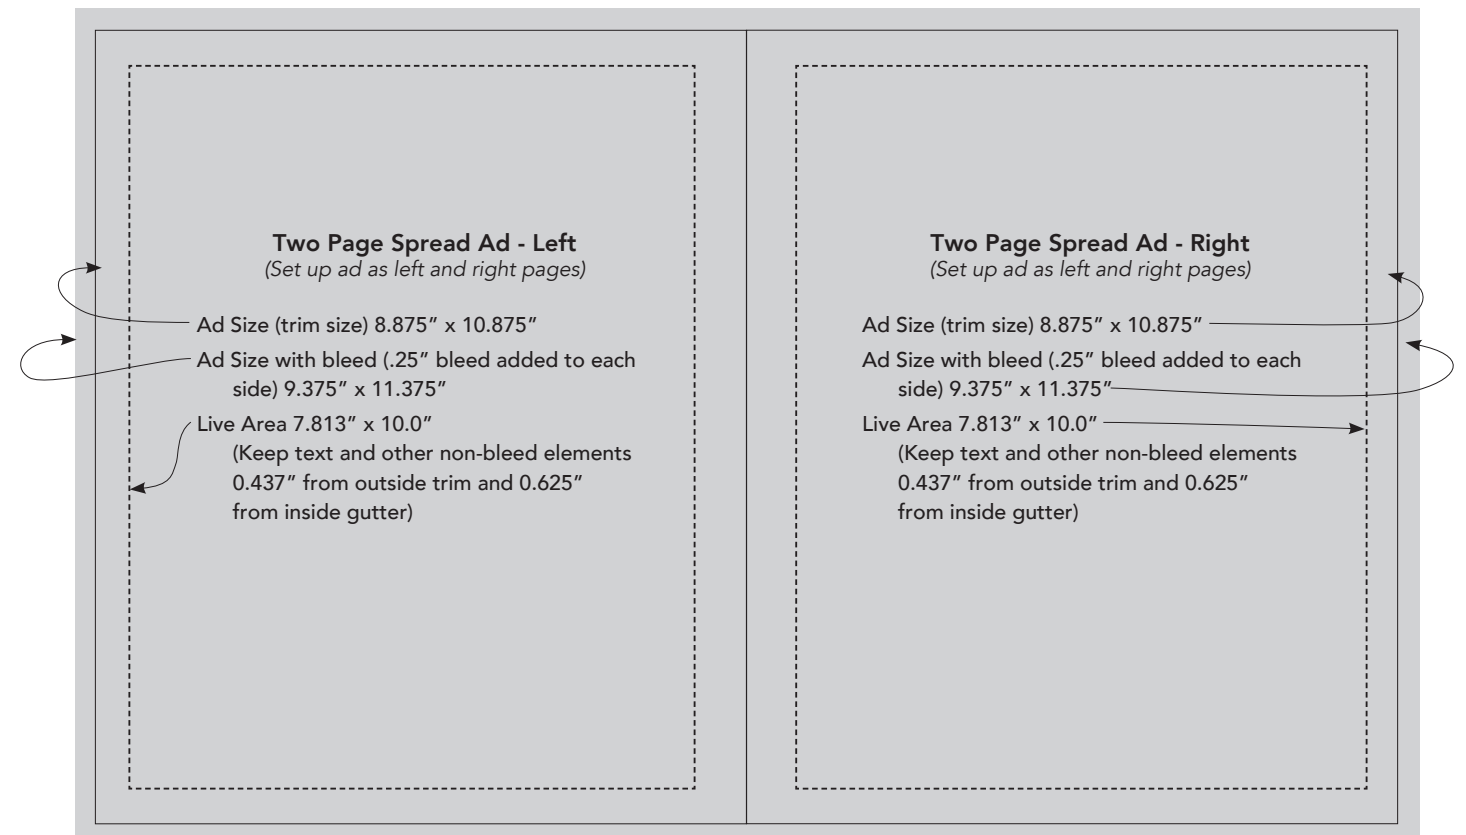 Two Page Spread Ad - Left
(Set up ad as left and right pages)
Ad Size (trim size) 8.875” x 10.875”
Ad Size with bleed (.25” bleed added to each
side) 9.375” x 11.375”
Live Area 7.813” x 10.0”
(Keep text and other non-bleed elements
0.437” from outside trim and 0.625”
from inside gutter)
Two Page Spread Ad - Right
(Set up ad as left and right pages)
Ad Size (trim size) 8.875” x 10.875”
Ad Size with bleed (.25” bleed added to each
side) 9.375” x 11.375”
Live Area 7.813” x 10.0”
(Keep text and other non-bleed elements
0.437” from outside trim and 0.625”
from inside gutter)